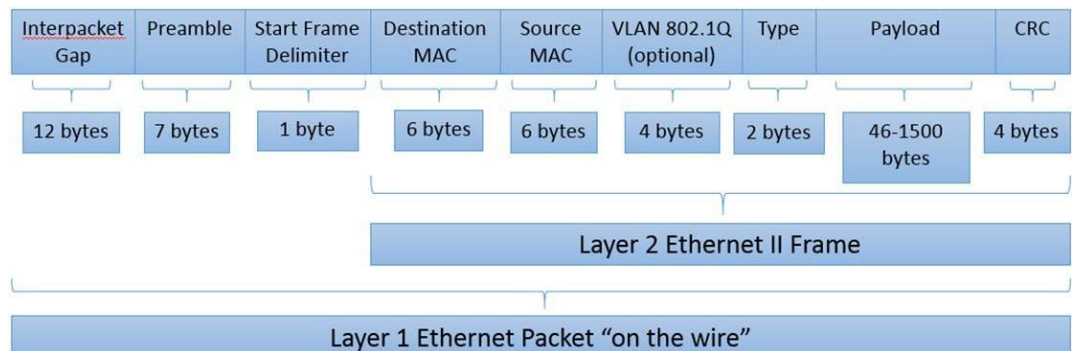 Interpacket
Gap
Preamble
Start Frame
Delimiter
Destination
MAC
Source
MAC
VLAN 802.1Q
(optional)
Type
Payload
CRC
12 bytes
7 bytes
1 byte
6 bytes
6 bytes
4 bytes
2 bytes
46-1500
bytes
4 bytes
Layer 2 Ethernet II Frame
Layer 1 Ethernet Packet “on the wire”